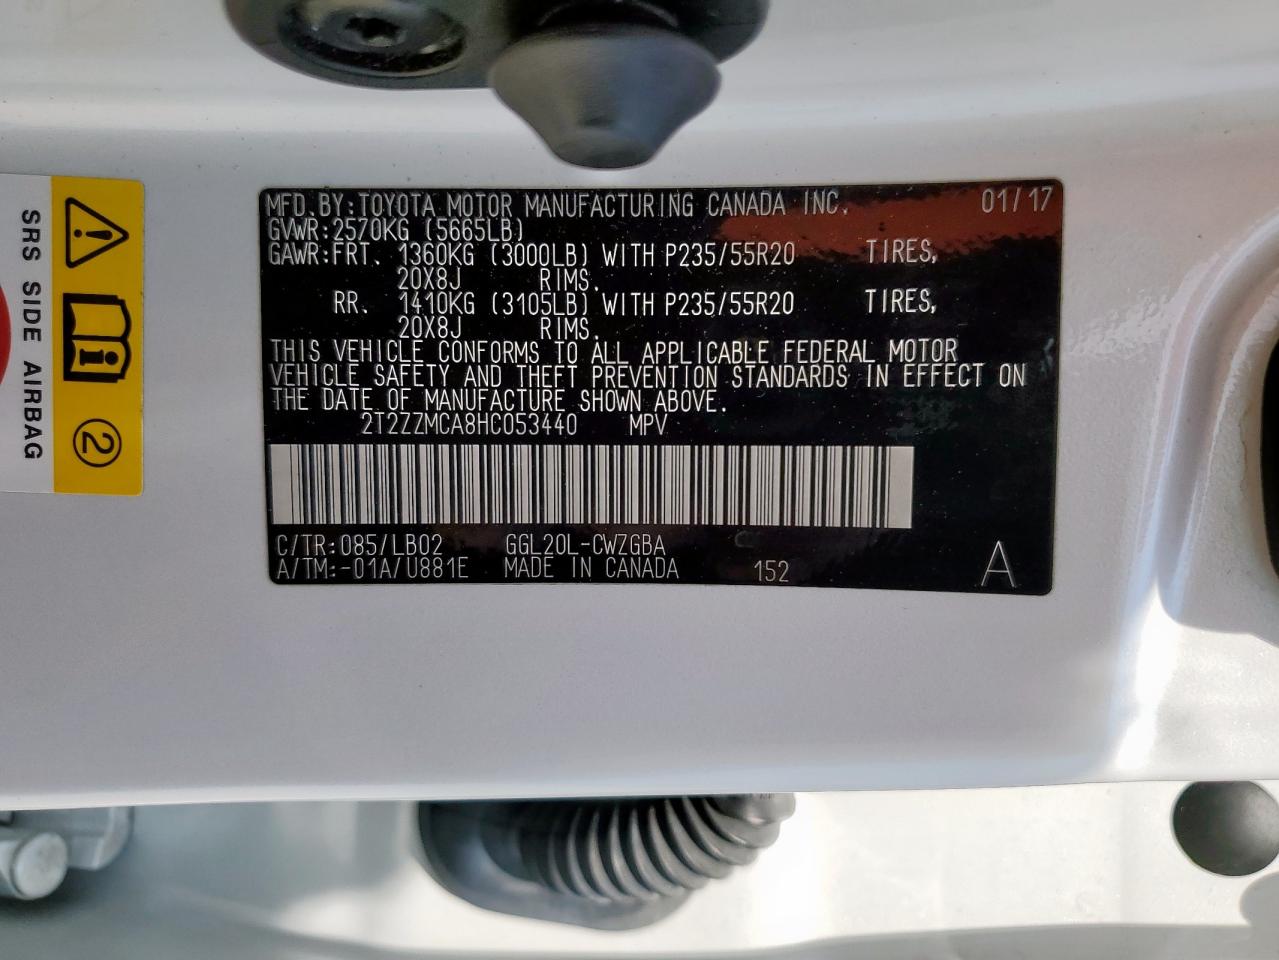 MFD.BY:TOYOTA MOTOR MANUFACTURING CANADA INC. 01/17
GVWR:2570KG (5665LB)
GAWR:FRT. 1360KG (3000LB) WITH P235/55R20 TIRES,
20X8J RIMS.
RR. 1410KG (3105LB) WITH P235/55R20 TIRES,
20X8J RIMS.
THIS VEHICLE CONFORMS TO ALL APPLICABLE FEDERAL MOTOR
VEHICLE SAFETY AND THEFT PREVENTION STANDARDS IN EFFECT ON
THE DATE OF MANUFACTURE SHOWN ABOVE.
2T2ZZMCA8HC053440 MPV
C/TR:085/LB02 GGL20L-CWZGBA
A/TM:-01A/U881E MADE IN CANADA 152 A
SRS SIDE AIRBAG
2